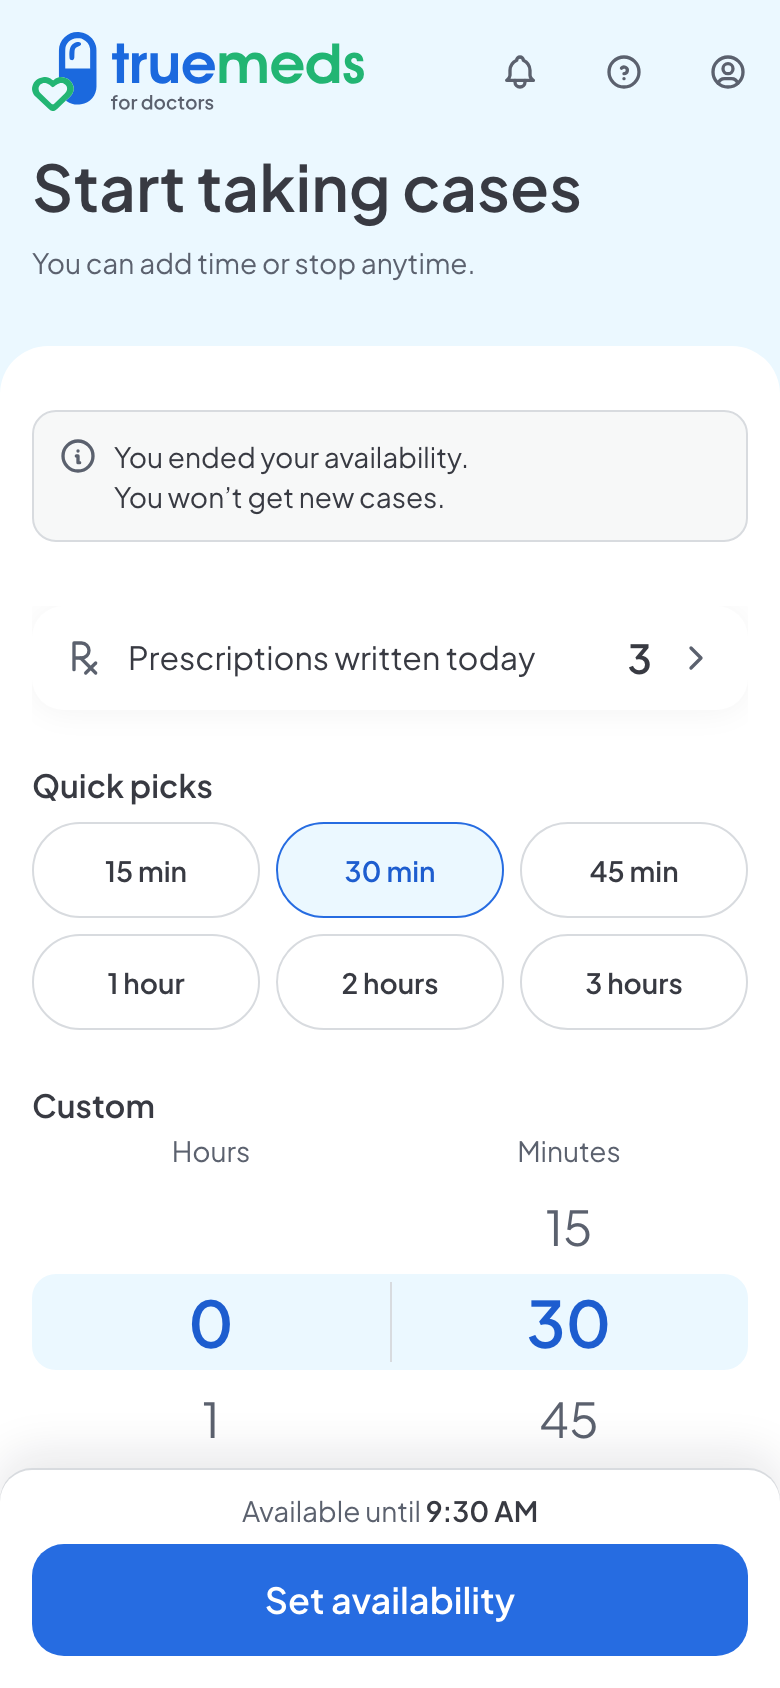 truemeds
for doctors
Start taking cases
You can add time or stop anytime.
You ended your availability.
You won’t get new cases.
Prescriptions written today 3
Quick picks
15 min 30 min 45 min
1 hour 2 hours 3 hours
Custom
Hours Minutes
15
0 30
1 45
Available until 9:30 AM
Set availability